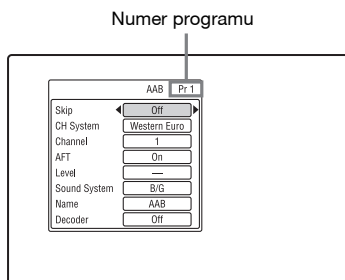 Numer programu
AAB Pr 1
Skip Off
CH System Western Euro
Channel 1
AFT On
Level —
Sound System B/G
Name AAB
Decoder Off